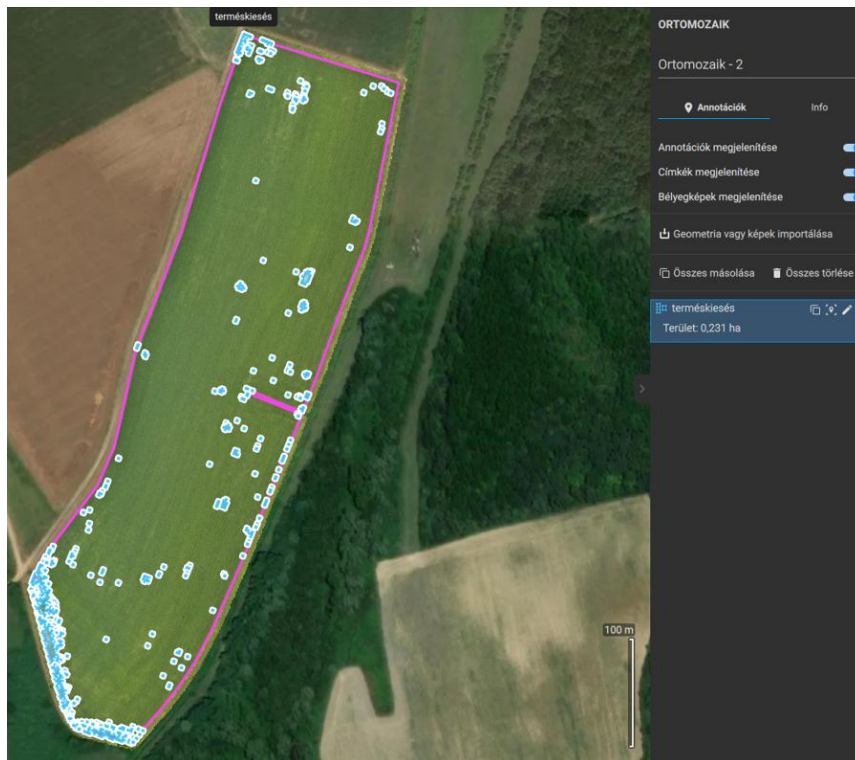 terméskiesés
100 m
ORTOMOZAIK
Ortomozaik - 2
Annotációk Info
Annotációk megjelenítése
Címkék megjelenítése
Bélyegképek megjelenítése
Geometria vagy képek importálása
Összes másolása Összes törlése
terméskiesés
Terület: 0,231 ha